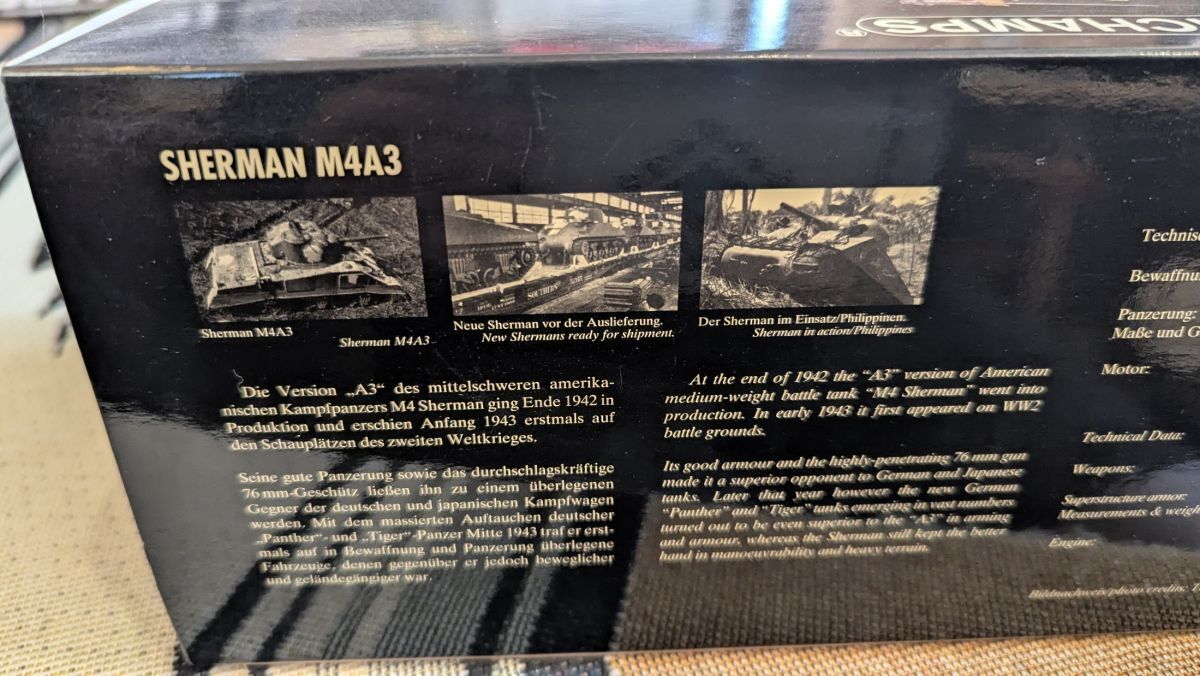 CHAMPS
®
SHERMAN M4A3
Sherman M4A3
Sherman M4A3
SOUTHERN
Neue Sherman vor der Auslieferung.
New Shermans ready for shipment.
Der Sherman im Einsatz/Philippinen.
Sherman in action/Philippines
Die Version „A3“ des mittelschweren amerika-
nischen Kampfpanzers M4 Sherman ging Ende 1942 in
Produktion und erschien Anfang 1943 erstmals auf
den Schauplätzen des zweiten Weltkrieges.
Seine gute Panzerung sowie das durchschlagskräftige
76 mm-Geschütz ließen ihn zu einem überlegenen
Gegner der deutschen und japanischen Kampfwagen
werden. Mit dem massierten Auftauchen deutscher
„Panther“- und „Tiger“-Panzer Mitte 1943 traf er erst-
mals auf in Bewaffnung und Panzerung überlegene
Fahrzeuge, denen gegenüber er jedoch beweglicher
und geländegängiger war.
At the end of 1942 the “A3” version of American
medium-weight battle tank “M4 Sherman” went into
production. In early 1943 it first appeared on WW2
battle grounds.
Its good armour and the highly-penetrating 76 mm gun
made it a superior opponent to German and Japanese
tanks. Later that year however the new German
“Panther” and “Tiger” tanks emerging in vast numbers
turned out to be even superior to the “A3” in arming
and armour, whereas the Sherman still kept the better
hand in manoeuvrability and heavy terrain.
Technisc
Bewaffnu
Panzerung:
Maße und G
Motor:
Technical Data:
Weapons:
Superstructure armor:
Measurements & weigh
Engine:
Bildnachweis/photo credits: T